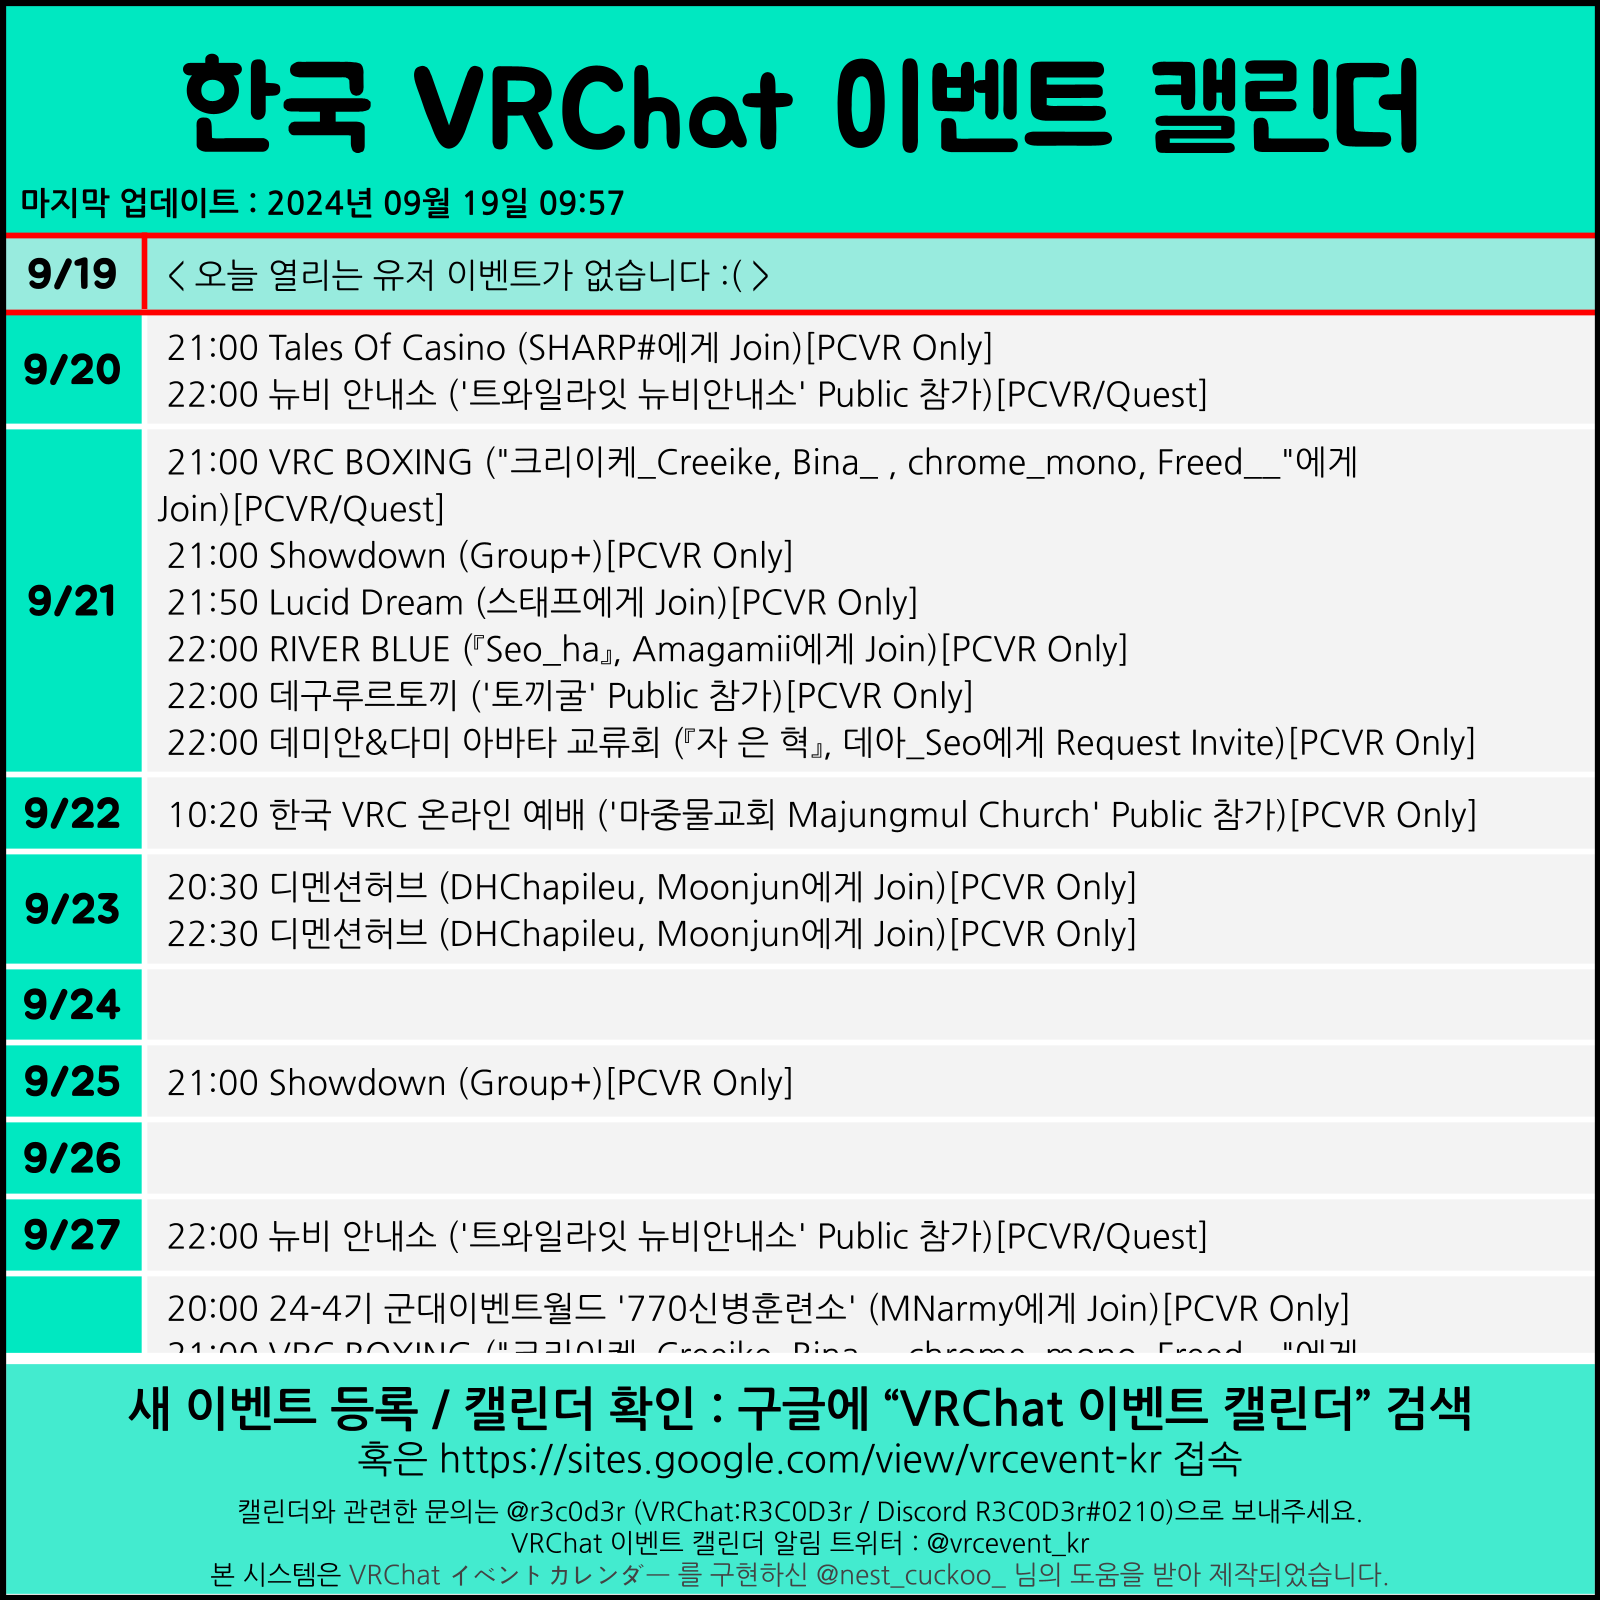 한국 VRChat 이벤트 캘린더
마지막 업데이트 : 2024년 09월 19일 09:57
9/19
< 오늘 열리는 유저 이벤트가 없습니다 :( >
9/20
21:00 Tales Of Casino (SHARP#에게 Join)[PCVR Only]
22:00 뉴비 안내소 ('트와일라잇 뉴비안내소' Public 참가)[PCVR/Quest]
9/21
21:00 VRC BOXING ("크리이케_Creeike, Bina_ , chrome_mono, Freed__"에게
Join)[PCVR/Quest]
21:00 Showdown (Group+)[PCVR Only]
21:50 Lucid Dream (스태프에게 Join)[PCVR Only]
22:00 RIVER BLUE (『Seo_ha』, Amagamii에게 Join)[PCVR Only]
22:00 데구루르토끼 ('토끼굴' Public 참가)[PCVR Only]
22:00 데미안&다미 아바타 교류회 (『자 은 혁』, 데아_Seo에게 Request Invite)[PCVR Only]
9/22
10:20 한국 VRC 온라인 예배 ('마중물교회 Majungmul Church' Public 참가)[PCVR Only]
9/23
20:30 디멘션허브 (DHChapileu, Moonjun에게 Join)[PCVR Only]
22:30 디멘션허브 (DHChapileu, Moonjun에게 Join)[PCVR Only]
9/24
9/25
21:00 Showdown (Group+)[PCVR Only]
9/26
9/27
22:00 뉴비 안내소 ('트와일라잇 뉴비안내소' Public 참가)[PCVR/Quest]
20:00 24-4기 군대이벤트월드 '770신병훈련소' (MNarmy에게 Join)[PCVR Only]
21:00 VRC BOXING ("크리이케_Creeike, Bina_ , chrome_mono, Freed__"에게
새 이벤트 등록 / 캘린더 확인 : 구글에 “VRChat 이벤트 캘린더” 검색
혹은 https://sites.google.com/view/vrcevent-kr 접속
캘린더와 관련한 문의는 @r3c0d3r (VRChat:R3C0D3r / Discord R3C0D3r#0210)으로 보내주세요.
VRChat 이벤트 캘린더 알림 트위터 : @vrcevent_kr
본 시스템은 VRChat イベントカレンダー 를 구현하신 @nest_cuckoo_ 님의 도움을 받아 제작되었습니다.